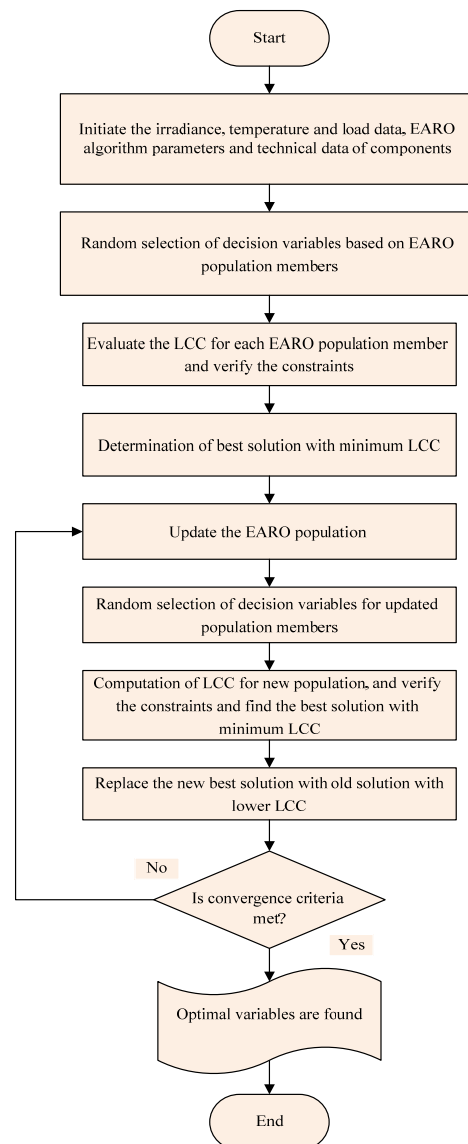 Start
Initiate the irradiance, temperature and load data, EARO
algorithm parameters and technical data of components
Random selection of decision variables based on EARO
population members
Evaluate the LCC for each EARO population member
and verify the constraints
Determination of best solution with minimum LCC
Update the EARO population
Random selection of decision variables for updated
population members
Computation of LCC for new population, and verify
the constraints and find the best solution with
minimum LCC
Replace the new best solution with old solution with
lower LCC
No
Is convergence criteria
met?
Yes
Optimal variables are found
End